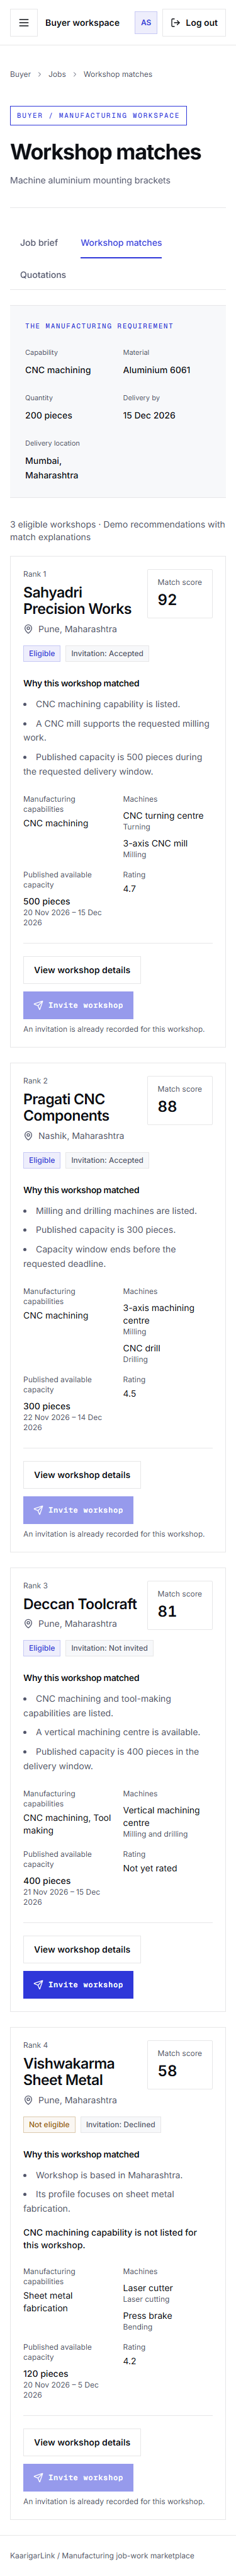 Buyer workspace
AS
Log out
Buyer > Jobs > Workshop matches
BUYER / MANUFACTURING WORKSPACE
Workshop matches
Machine aluminium mounting brackets
Job brief
Workshop matches
Quotations
THE MANUFACTURING REQUIREMENT
Capability
CNC machining
Material
Aluminium 6061
Quantity
200 pieces
Delivery by
15 Dec 2026
Delivery location
Mumbai,
Maharashtra
3 eligible workshops · Demo recommendations with
match explanations
Rank 1
Sahyadri
Precision Works
Pune, Maharashtra
Match score
92
Eligible
Invitation: Accepted
Why this workshop matched
• CNC machining capability is listed.
• A CNC mill supports the requested milling
work.
• Published capacity is 500 pieces during
the requested delivery window.
Manufacturing
capabilities
CNC machining
Machines
CNC turning centre
Turning
3-axis CNC mill
Milling
Published available
capacity
500 pieces
20 Nov 2026 – 15 Dec
2026
Rating
4.7
View workshop details
Invite workshop
An invitation is already recorded for this workshop.
Rank 2
Pragati CNC
Components
Nashik, Maharashtra
Match score
88
Eligible
Invitation: Accepted
Why this workshop matched
• Milling and drilling machines are listed.
• Published capacity is 300 pieces.
• Capacity window ends before the
requested deadline.
Manufacturing
capabilities
CNC machining
Machines
3-axis machining
centre
Milling
CNC drill
Drilling
Published available
capacity
300 pieces
22 Nov 2026 – 14 Dec
2026
Rating
4.5
View workshop details
Invite workshop
An invitation is already recorded for this workshop.
Rank 3
Deccan Toolcraft
Pune, Maharashtra
Match score
81
Eligible
Invitation: Not invited
Why this workshop matched
• CNC machining and tool-making
capabilities are listed.
• A vertical machining centre is available.
• Published capacity is 400 pieces in the
delivery window.
Manufacturing
capabilities
CNC machining, Tool
making
Machines
Vertical machining
centre
Milling and drilling
Published available
capacity
400 pieces
21 Nov 2026 – 15 Dec
2026
Rating
Not yet rated
View workshop details
Invite workshop
Rank 4
Vishwakarma
Sheet Metal
Pune, Maharashtra
Match score
58
Not eligible
Invitation: Declined
Why this workshop matched
• Workshop is based in Maharashtra.
• Its profile focuses on sheet metal
fabrication.
CNC machining capability is not listed for
this workshop.
Manufacturing
capabilities
Sheet metal
fabrication
Machines
Laser cutter
Laser cutting
Press brake
Bending
Published available
capacity
120 pieces
20 Nov 2026 – 5 Dec
2026
Rating
4.2
View workshop details
Invite workshop
An invitation is already recorded for this workshop.
KaarigarLink / Manufacturing job-work marketplace